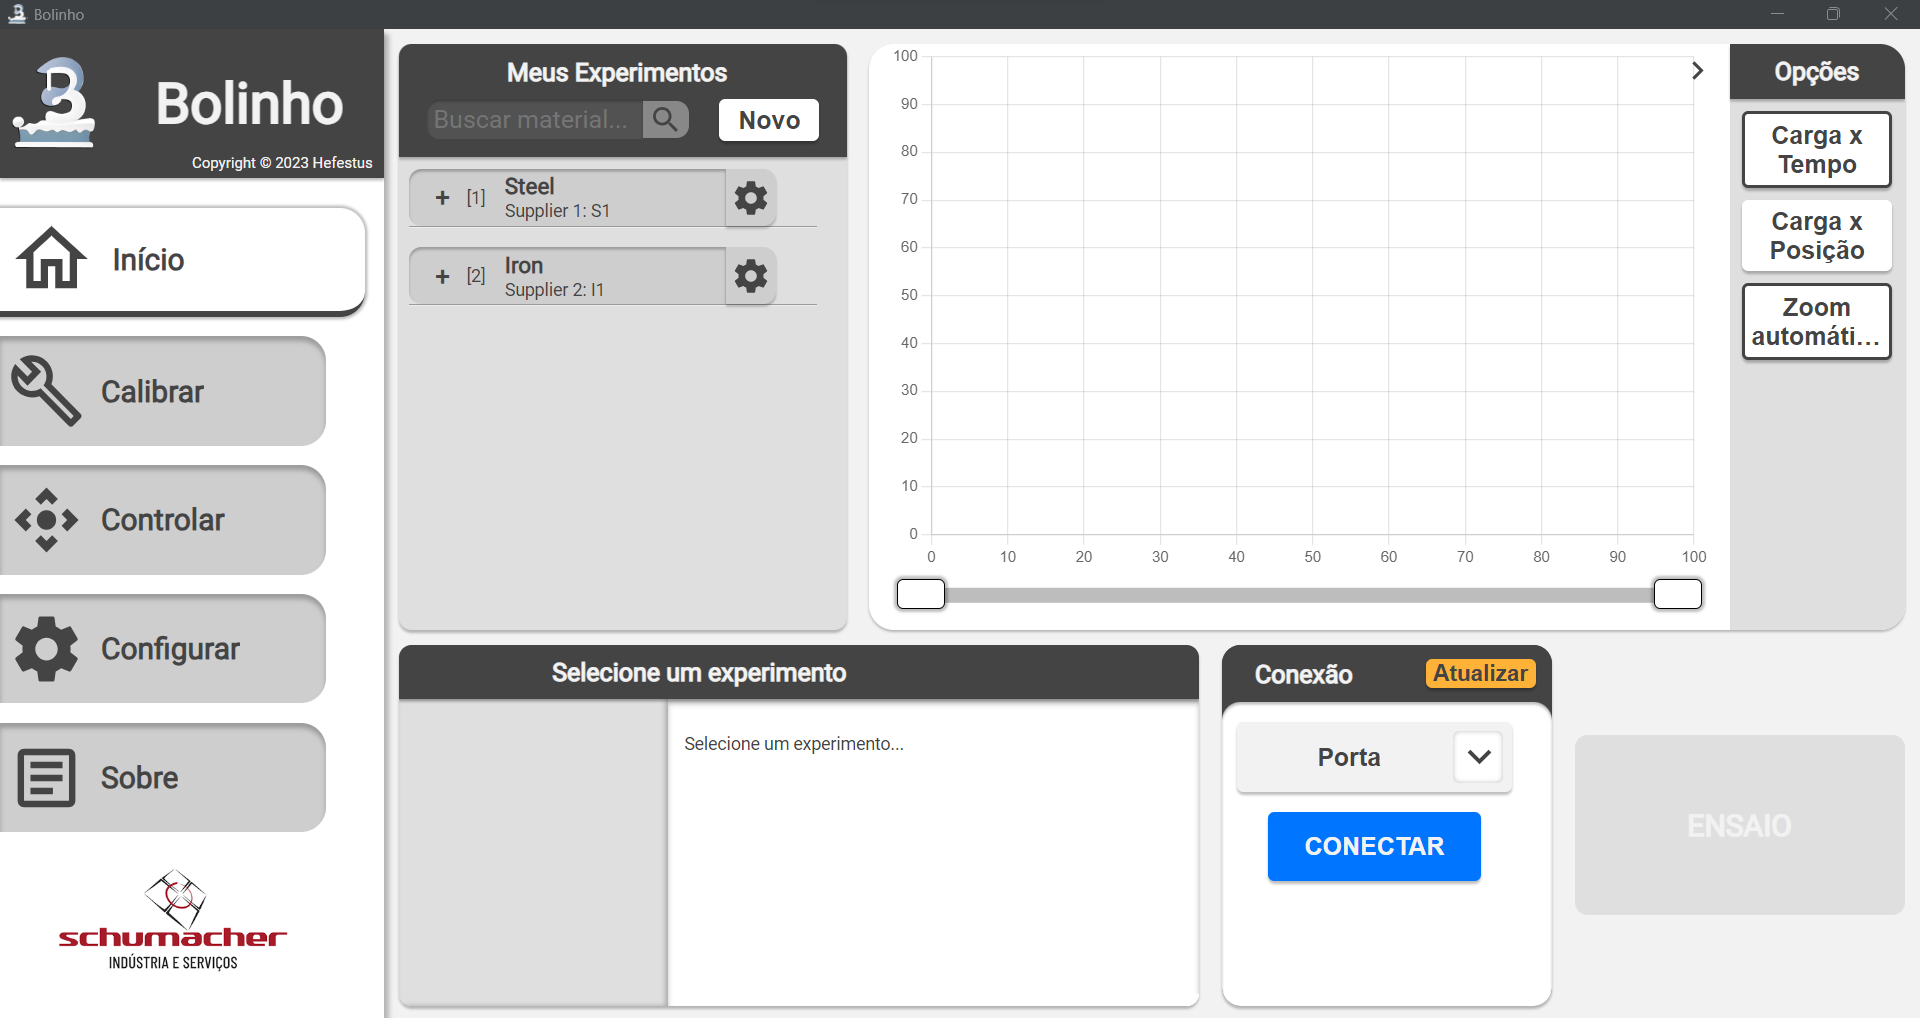 Bolinho
Bolinho
Copyright © 2023 Hefestus
Início
Calibrar
Controlar
Configurar
Sobre
schumacher
INDÚSTRIA E SERVIÇOS
Meus Experimentos
Buscar material...
Novo
+ [1] Steel
Supplier 1: S1
+ [2] Iron
Supplier 2: I1
100
90
80
70
60
50
40
30
20
10
0
0 10 20 30 40 50 60 70 80 90 100
Opções
Carga x
Tempo
Carga x
Posição
Zoom
automáti...
Selecione um experimento
Selecione um experimento...
Conexão
Atualizar
Porta
CONECTAR
ENSAIO